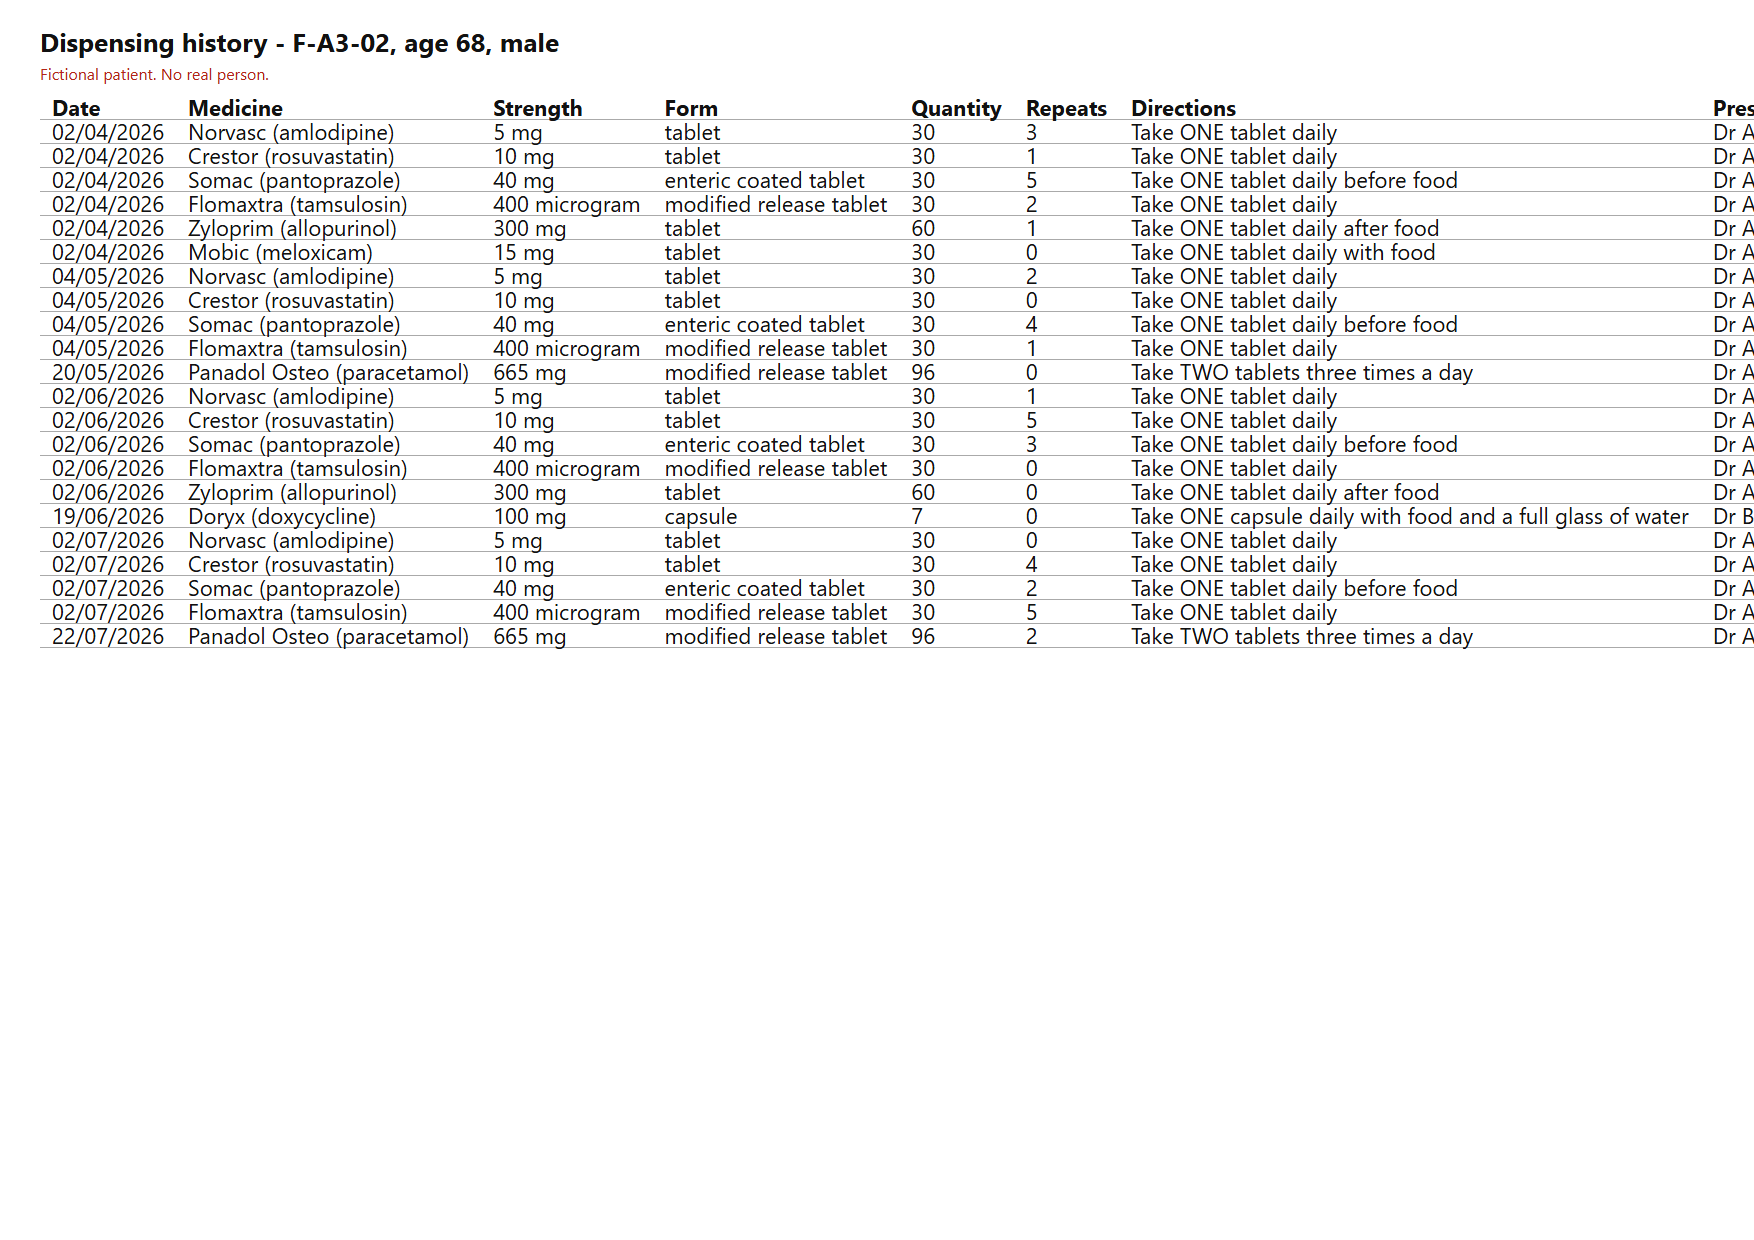 Dispensing history - F-A3-02, age 68, male
Fictional patient. No real person.
Date Medicine Strength Form Quantity Repeats Directions Pres
02/04/2026 Norvasc (amlodipine) 5 mg tablet 30 3 Take ONE tablet daily Dr A
02/04/2026 Crestor (rosuvastatin) 10 mg tablet 30 1 Take ONE tablet daily Dr A
02/04/2026 Somac (pantoprazole) 40 mg enteric coated tablet 30 5 Take ONE tablet daily before food Dr A
02/04/2026 Flomaxtra (tamsulosin) 400 microgram modified release tablet 30 2 Take ONE tablet daily Dr A
02/04/2026 Zyloprim (allopurinol) 300 mg tablet 60 1 Take ONE tablet daily after food Dr A
02/04/2026 Mobic (meloxicam) 15 mg tablet 30 0 Take ONE tablet daily with food Dr A
04/05/2026 Norvasc (amlodipine) 5 mg tablet 30 2 Take ONE tablet daily Dr A
04/05/2026 Crestor (rosuvastatin) 10 mg tablet 30 0 Take ONE tablet daily Dr A
04/05/2026 Somac (pantoprazole) 40 mg enteric coated tablet 30 4 Take ONE tablet daily before food Dr A
04/05/2026 Flomaxtra (tamsulosin) 400 microgram modified release tablet 30 1 Take ONE tablet daily Dr A
20/05/2026 Panadol Osteo (paracetamol) 665 mg modified release tablet 96 0 Take TWO tablets three times a day Dr A
02/06/2026 Norvasc (amlodipine) 5 mg tablet 30 1 Take ONE tablet daily Dr A
02/06/2026 Crestor (rosuvastatin) 10 mg tablet 30 5 Take ONE tablet daily Dr A
02/06/2026 Somac (pantoprazole) 40 mg enteric coated tablet 30 3 Take ONE tablet daily before food Dr A
02/06/2026 Flomaxtra (tamsulosin) 400 microgram modified release tablet 30 0 Take ONE tablet daily Dr A
02/06/2026 Zyloprim (allopurinol) 300 mg tablet 60 0 Take ONE tablet daily after food Dr A
19/06/2026 Doryx (doxycycline) 100 mg capsule 7 0 Take ONE capsule daily with food and a full glass of water Dr B
02/07/2026 Norvasc (amlodipine) 5 mg tablet 30 0 Take ONE tablet daily Dr A
02/07/2026 Crestor (rosuvastatin) 10 mg tablet 30 4 Take ONE tablet daily Dr A
02/07/2026 Somac (pantoprazole) 40 mg enteric coated tablet 30 2 Take ONE tablet daily before food Dr A
02/07/2026 Flomaxtra (tamsulosin) 400 microgram modified release tablet 30 5 Take ONE tablet daily Dr A
22/07/2026 Panadol Osteo (paracetamol) 665 mg modified release tablet 96 2 Take TWO tablets three times a day Dr A